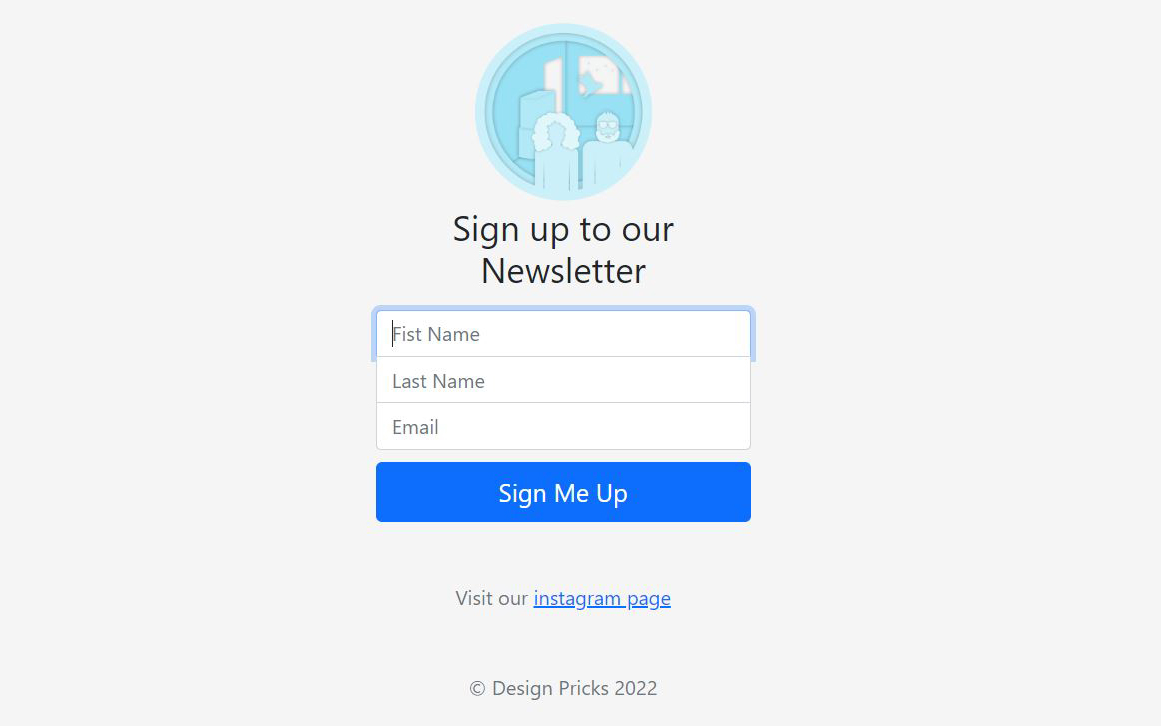 Sign up to our
Newsletter
Fist Name
Last Name
Email
Sign Me Up
Visit our instagram page
© Design Pricks 2022